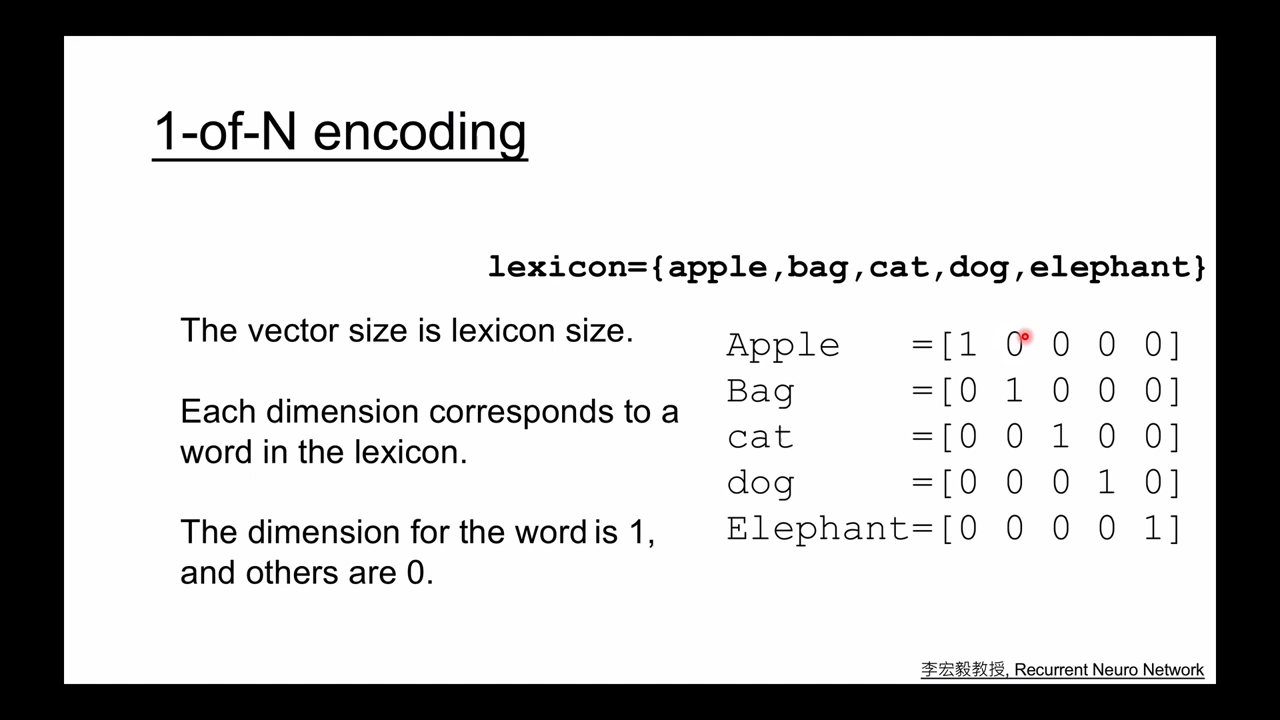 1-of-N encoding
lexicon={apple,bag,cat,dog,elephant}
The vector size is lexicon size.
Each dimension corresponds to a
word in the lexicon.
The dimension for the word is 1,
and others are 0.
Apple   =[1 0 0 0 0]
Bag     =[0 1 0 0 0]
cat     =[0 0 1 0 0]
dog     =[0 0 0 1 0]
Elephant=[0 0 0 0 1]
李宏毅教授, Recurrent Neuro Network